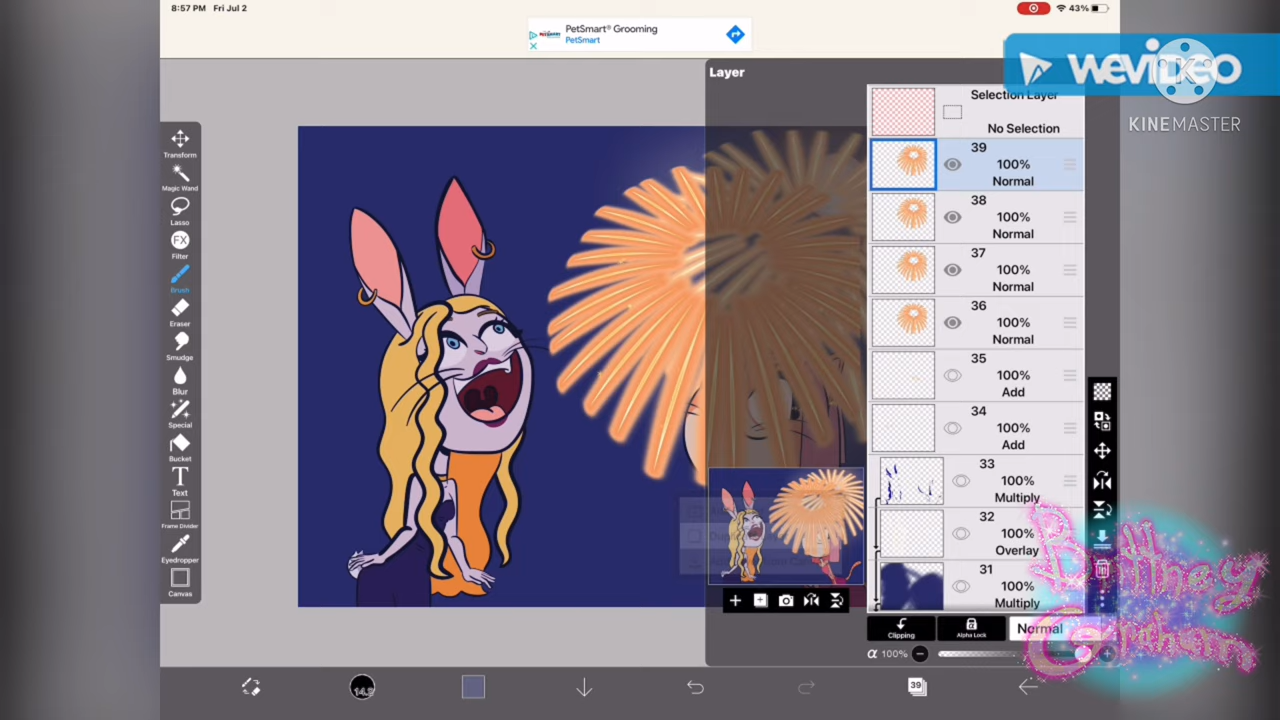 8:57 PM Fri Jul 2
43%
PetSmart® Grooming
PetSmart
wevideo
KINEMASTER
Layer
Selection Layer
No Selection
39
100%
Normal
38
100%
Normal
37
100%
Normal
36
100%
Normal
35
100%
Add
34
100%
Add
33
100%
Multiply
32
100%
Overlay
31
100%
Multiply
Transform
Magic Wand
Lasso
FX
Filter
Brush
Eraser
Smudge
Blur
Special
Bucket
T
Text
Frame Divider
Eyedropper
Canvas
Clipping
Alpha Lock
Normal
α 100%
39